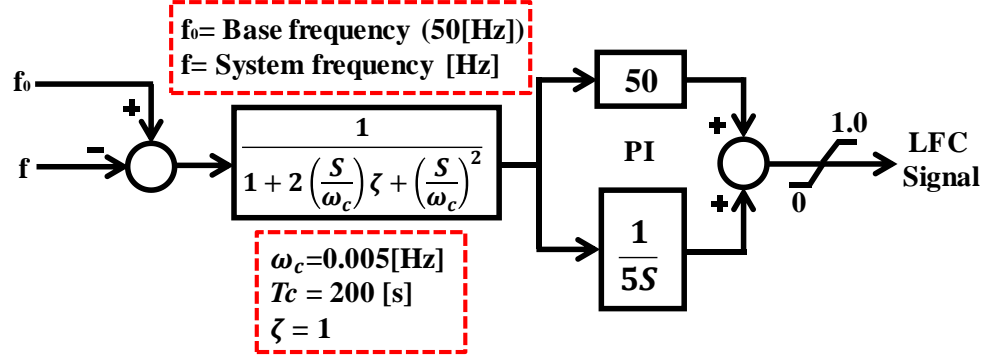 f₀= Base frequency (50[Hz])
f= System frequency [Hz]
f₀
+
f
-
1
1 + 2 (S/ω_c) ζ + (S/ω_c)²
50
PI
1
5S
+
+
1.0
0
LFC
Signal
ω_c=0.005[Hz]
Tc = 200 [s]
ζ = 1